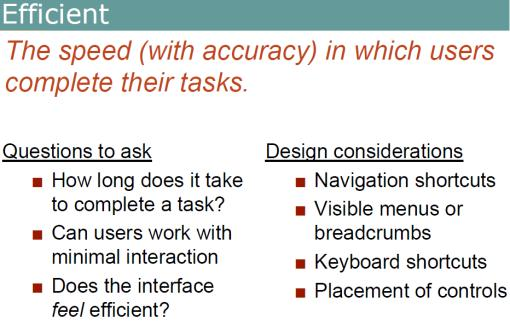 Efficient
The speed (with accuracy) in which users
complete their tasks.
Questions to ask
■ How long does it take
to complete a task?
■ Can users work with
minimal interaction
■ Does the interface
feel efficient?
Design considerations
■ Navigation shortcuts
■ Visible menus or
breadcrumbs
■ Keyboard shortcuts
■ Placement of controls